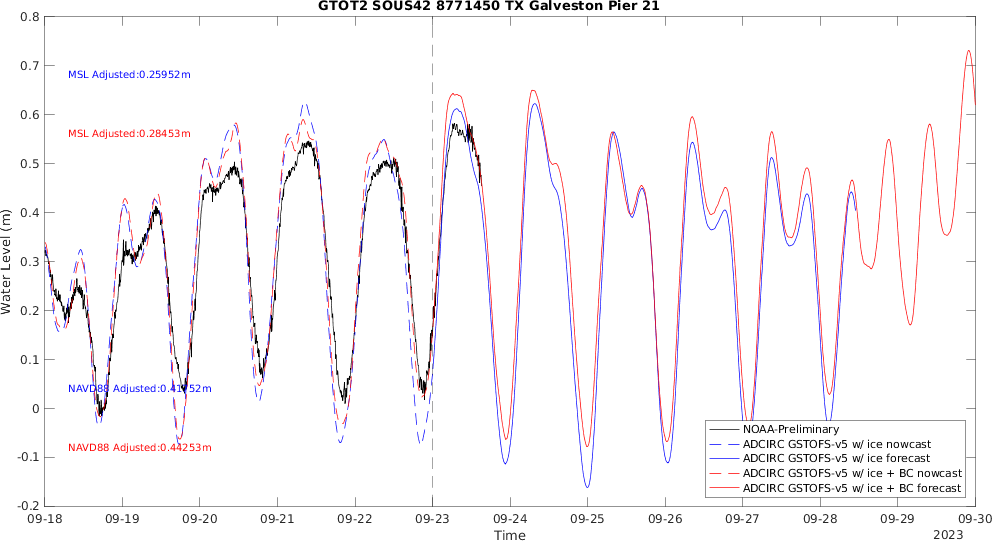 GTOT2 SOUS42 8771450 TX Galveston Pier 21
0.8
0.7
0.6
0.5
0.4
0.3
0.2
0.1
0
-0.1
-0.2
Water Level (m)
MSL Adjusted:0.25952m
MSL Adjusted:0.28453m
NAVD88 Adjusted:0.41752m
NAVD88 Adjusted:0.44253m
NOAA-Preliminary
ADCIRC GSTOFS-v5 w/ ice nowcast
ADCIRC GSTOFS-v5 w/ ice forecast
ADCIRC GSTOFS-v5 w/ ice + BC nowcast
ADCIRC GSTOFS-v5 w/ ice + BC forecast
09-18 09-19 09-20 09-21 09-22 09-23 09-24 09-25 09-26 09-27 09-28 09-29 09-30
Time
2023